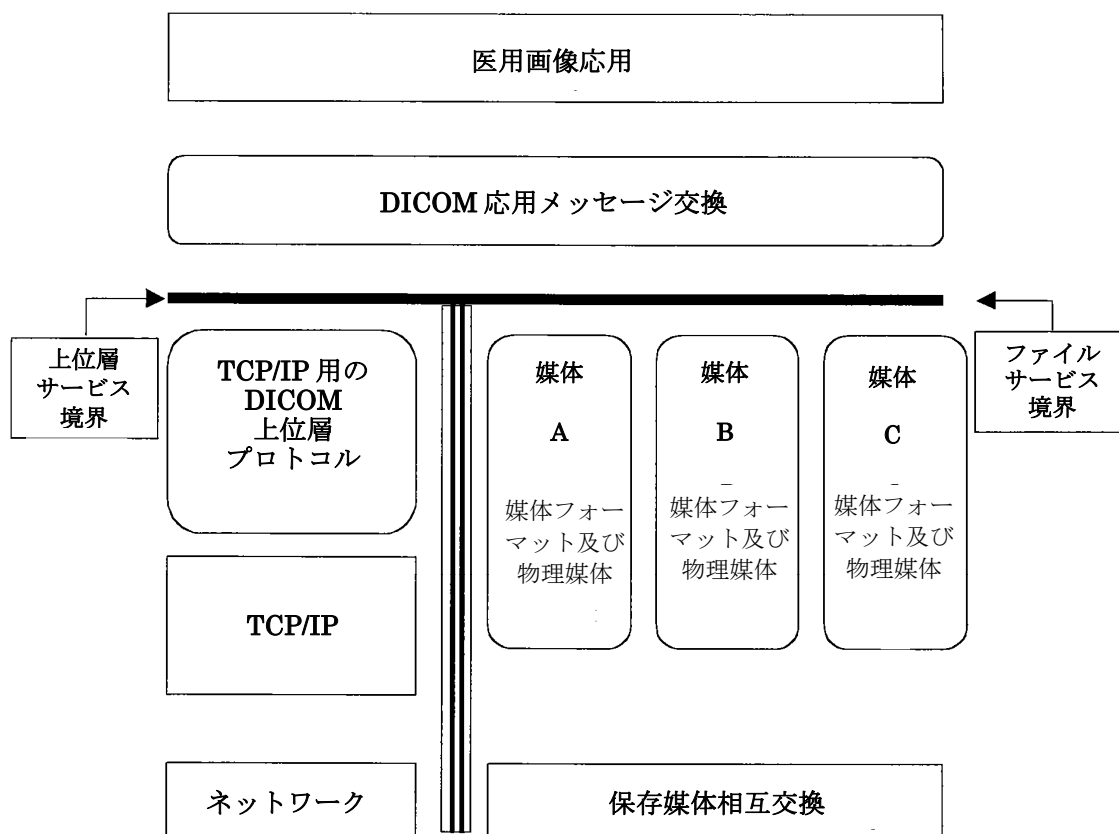 医用画像応用
DICOM 応用メッセージ交換
上位層
サービス
境界
TCP/IP 用の
DICOM
上位層
プロトコル
媒体
A
媒体フォー
マット及び
物理媒体
媒体
B
媒体フォー
マット及び
物理媒体
媒体
C
媒体フォー
マット及び
物理媒体
ファイル
サービス
境界
TCP/IP
ネットワーク
保存媒体相互交換